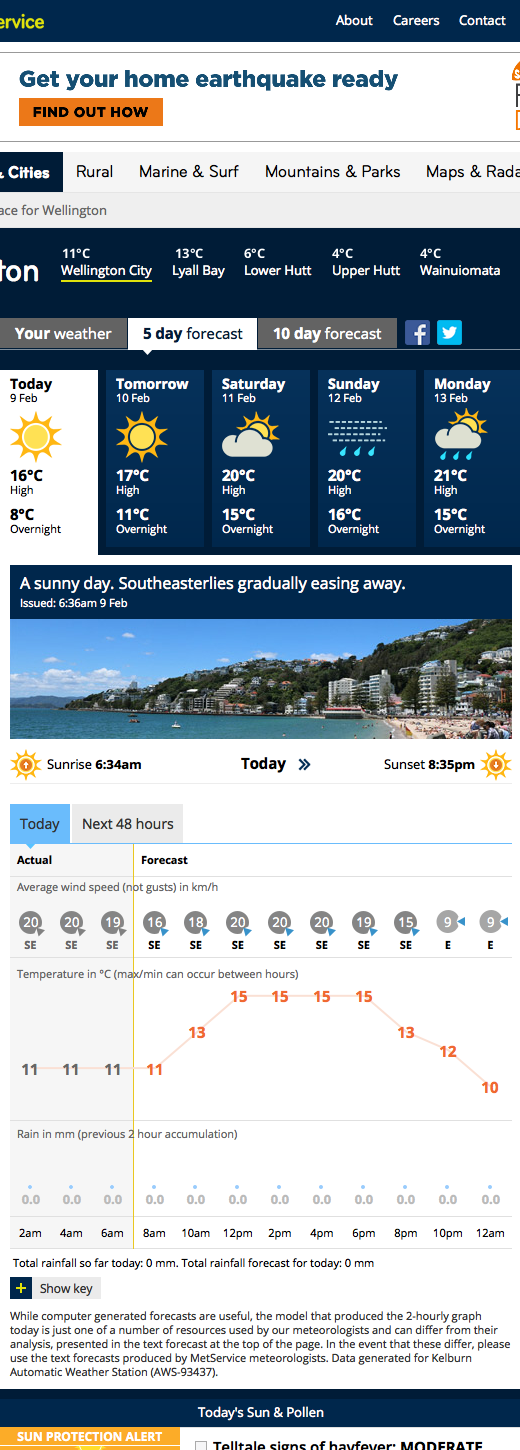 ervice
About Careers Contact
Get your home earthquake ready
FIND OUT HOW
& Cities Rural Marine & Surf Mountains & Parks Maps & Rada
ace for Wellington
ton
11°C 13°C 6°C 4°C 4°C
Wellington City Lyall Bay Lower Hutt Upper Hutt Wainuiomata
Your weather 5 day forecast 10 day forecast
Today Tomorrow Saturday Sunday Monday
9 Feb 10 Feb 11 Feb 12 Feb 13 Feb
16°C 17°C 20°C 20°C 21°C
High High High High High
8°C 11°C 15°C 16°C 15°C
Overnight Overnight Overnight Overnight Overnight
A sunny day. Southeasterlies gradually easing away.
Issued: 6:36am 9 Feb
Sunrise 6:34am Today » Sunset 8:35pm
Today Next 48 hours
Actual Forecast
Average wind speed (not gusts) in km/h
20 20 19 16 18 20 20 20 19 15 9 9
SE SE SE SE SE SE SE SE SE SE E E
Temperature in °C (max/min can occur between hours)
11 11 11 11 13 15 15 15 15 13 12 10
Rain in mm (previous 2 hour accumulation)
0.0 0.0 0.0 0.0 0.0 0.0 0.0 0.0 0.0 0.0 0.0 0.0
2am 4am 6am 8am 10am 12pm 2pm 4pm 6pm 8pm 10pm 12am
Total rainfall so far today: 0 mm. Total rainfall forecast for today: 0 mm
+ Show key
While computer generated forecasts are useful, the model that produced the 2-hourly graph
today is just one of a number of resources used by our meteorologists and can differ from their
analysis, presented in the text forecast at the top of the page. In the event that these differ, please
use the text forecasts produced by MetService meteorologists. Data generated for Kelburn
Automatic Weather Station (AWS-93437).
Today's Sun & Pollen
SUN PROTECTION ALERT
Telltale signs of hayfever: MODERATE